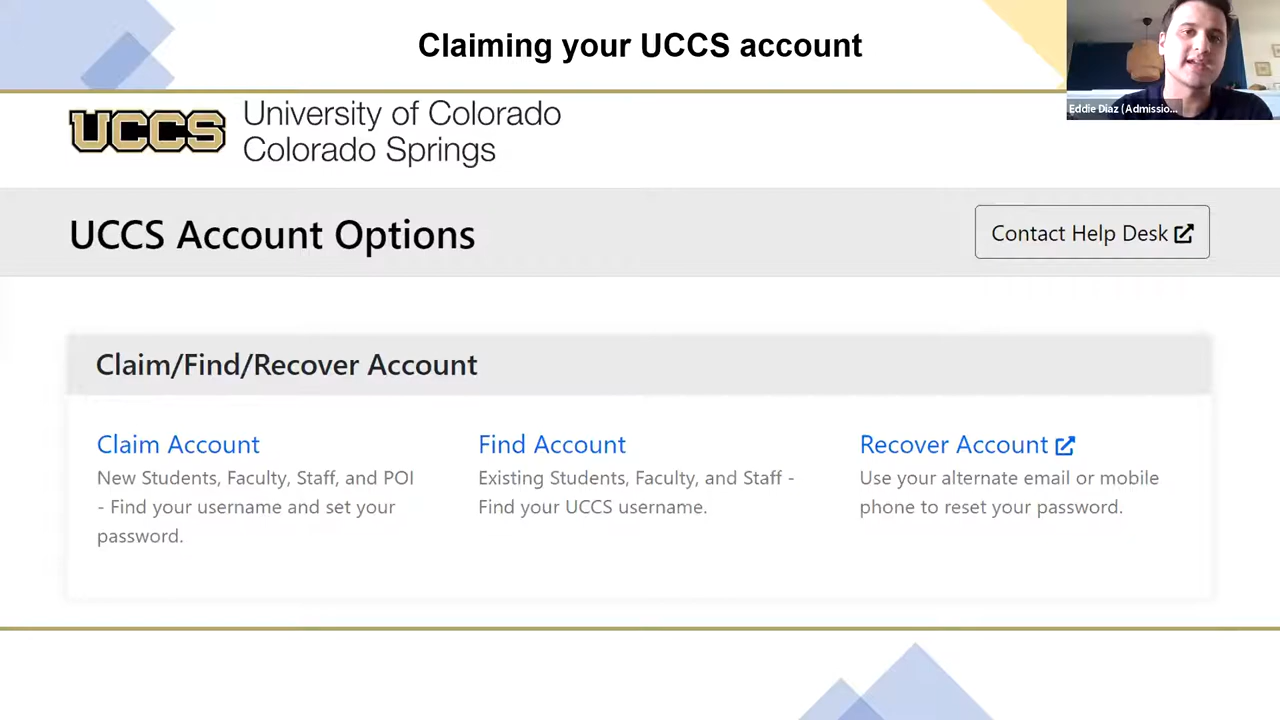 Claiming your UCCS account
Eddie Diaz (Admissio...
UCCS
University of Colorado
Colorado Springs
UCCS Account Options
Contact Help Desk
Claim/Find/Recover Account
Claim Account
New Students, Faculty, Staff, and POI
- Find your username and set your
password.
Find Account
Existing Students, Faculty, and Staff -
Find your UCCS username.
Recover Account
Use your alternate email or mobile
phone to reset your password.